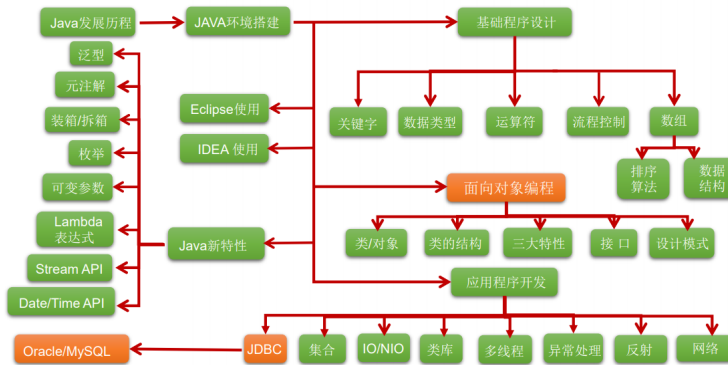 Java发展历程
JAVA环境搭建
基础程序设计
泛型
元注解
装箱/拆箱
枚举
可变参数
Lambda
表达式
Stream API
Date/Time API
Eclipse使用
IDEA 使用
Java新特性
关键字
数据类型
运算符
流程控制
数组
排序
算法
数据
结构
面向对象编程
类/对象
类的结构
三大特性
接 口
设计模式
应用程序开发
Oracle/MySQL
JDBC
集合
IO/NIO
类库
多线程
异常处理
反射
网络